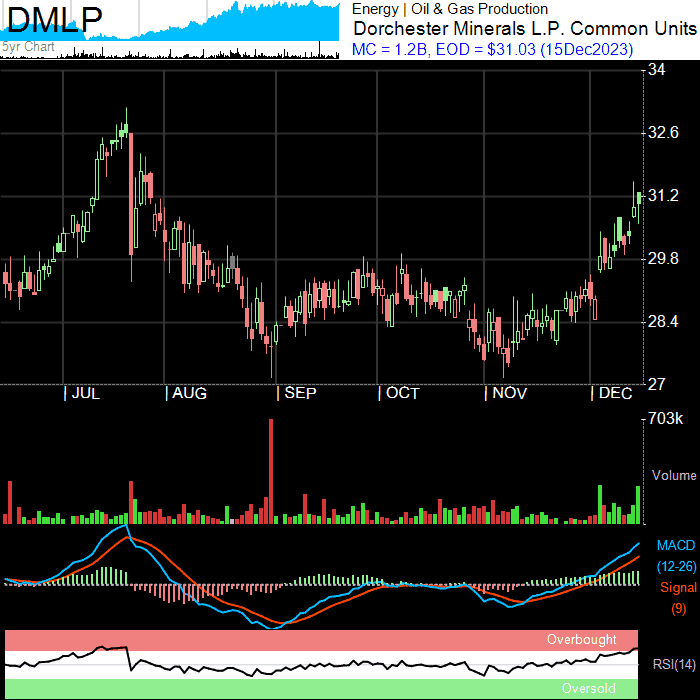 DMLP
5yr Chart
Energy | Oil & Gas Production
Dorchester Minerals L.P. Common Units
MC = 1.2B, EOD = $31.03 (15Dec2023)
34
32.6
31.2
29.8
28.4
27
| JUL | AUG | SEP | OCT | NOV | DEC
703k
Volume
MACD
(12-26)
Signal
(9)
Overbought
RSI(14)
Oversold